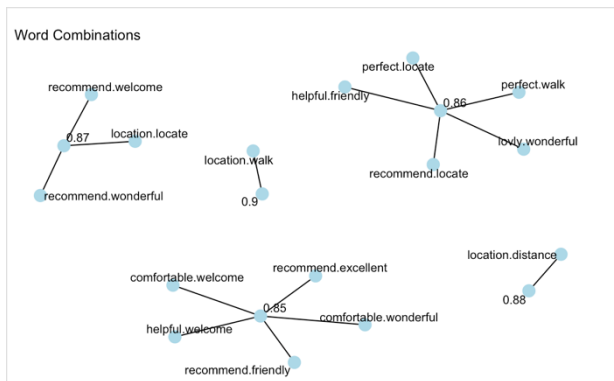 Word Combinations
perfect.locate
recommend.welcome
perfect.walk
helpful.friendly
0.86
0.87
location.locate
lovly.wonderful
location.walk
recommend.locate
recommend.wonderful
0.9
location.distance
recommend.excellent
comfortable.welcome
0.88
0.85
comfortable.wonderful
helpful.welcome
recommend.friendly